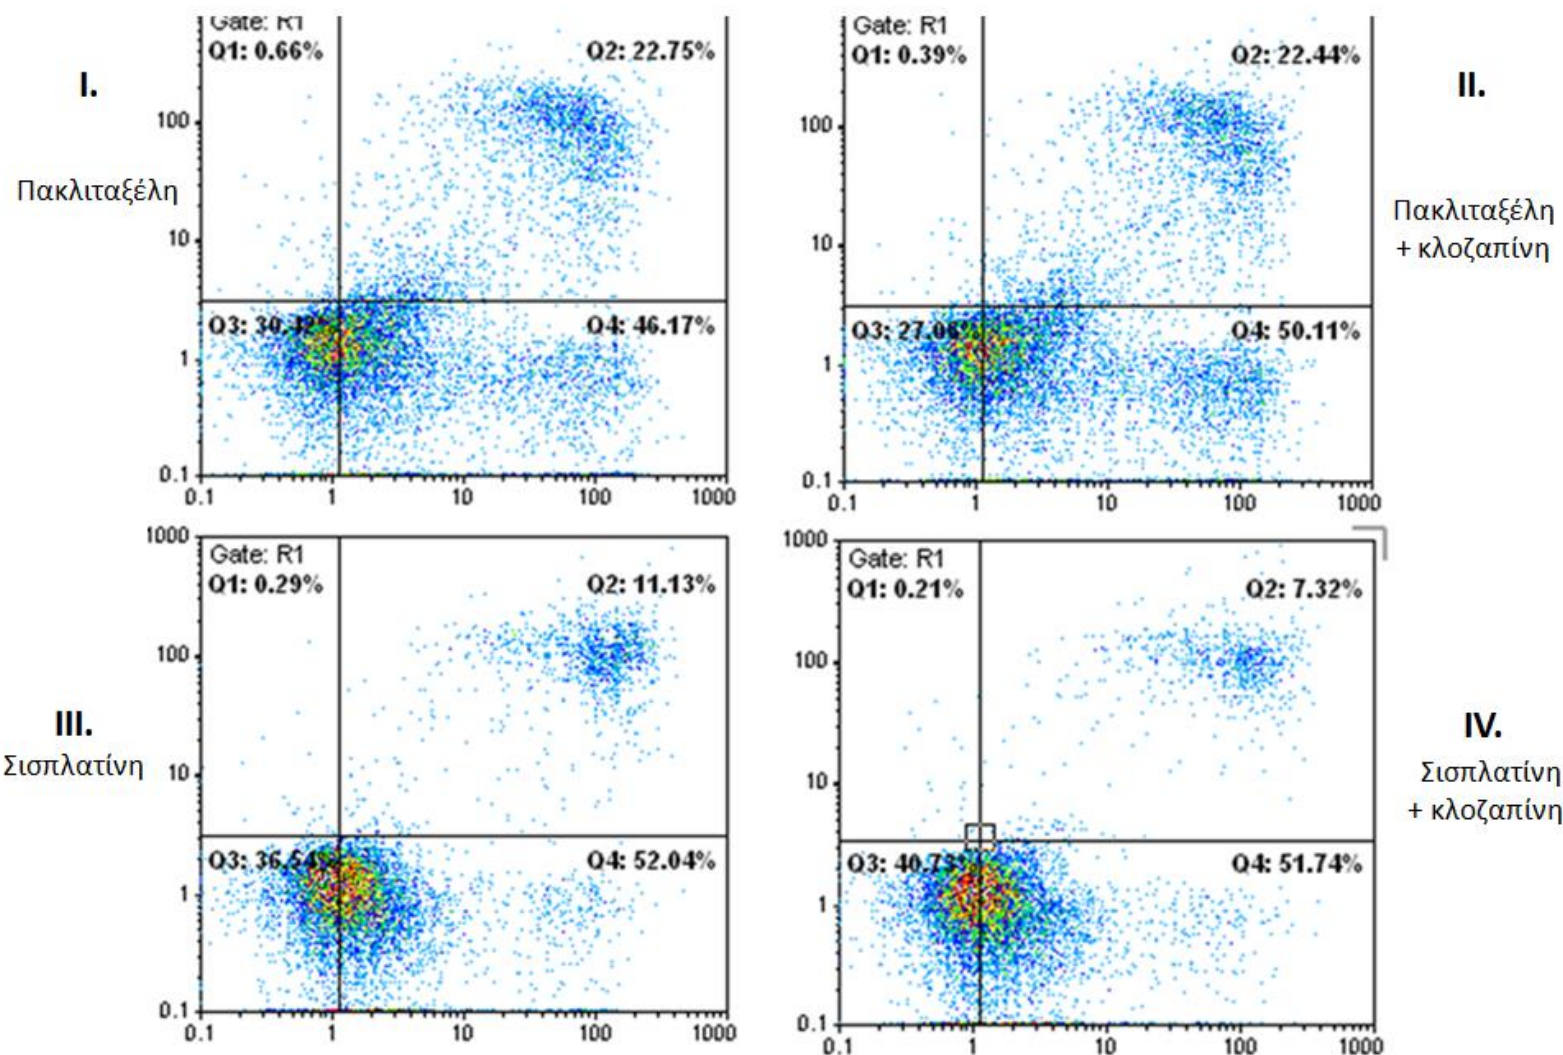 I.
Πακλιταξέλη
Gate: R1
Q1: 0.66%
Q2: 22.75%
Q3: 30.42%
Q4: 46.17%
100
10
1
0.1
0.1 1 10 100 1000
II.
Πακλιταξέλη
+ κλοζαπίνη
Gate: R1
Q1: 0.39%
Q2: 22.44%
Q3: 27.06%
Q4: 50.11%
100
10
1
0.1
0.1 1 10 100 1000
III.
Σισπλατίνη
Gate: R1
Q1: 0.29%
Q2: 11.13%
Q3: 36.54%
Q4: 52.04%
1000
100
10
1
0.1
0.1 1 10 100 1000
IV.
Σισπλατίνη
+ κλοζαπίνη
Gate: R1
Q1: 0.21%
Q2: 7.32%
Q3: 40.73%
Q4: 51.74%
1000
100
10
1
0.1
0.1 1 10 100 1000